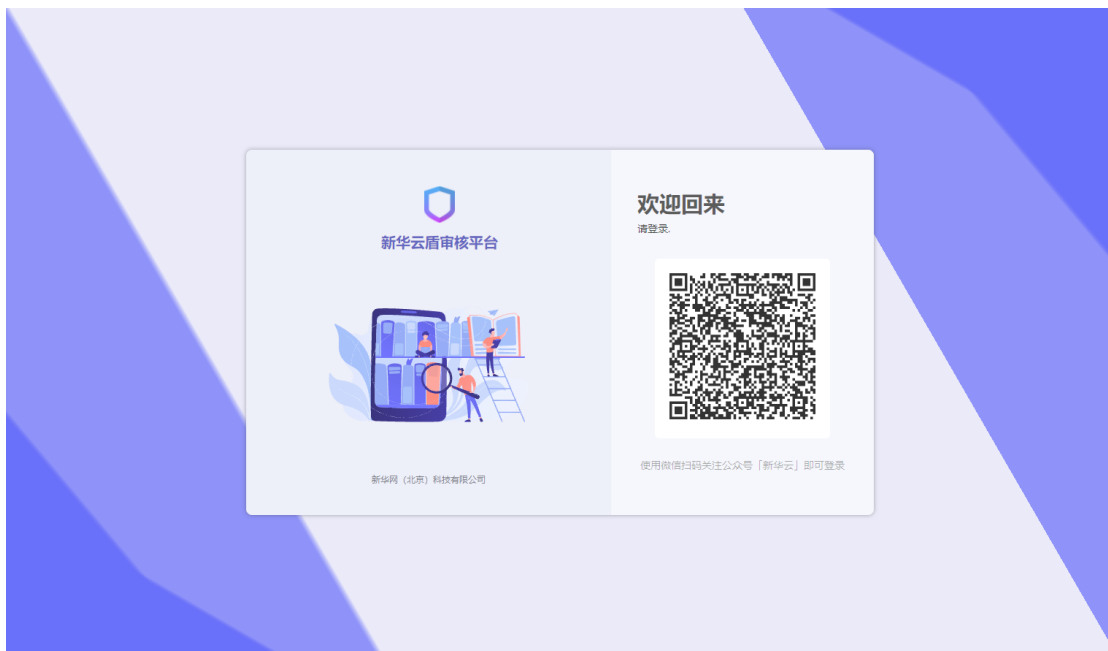 新华云盾审核平台
新华网（北京）科技有限公司
欢迎回来
请登录.
使用微信扫码关注公众号「新华云」即可登录